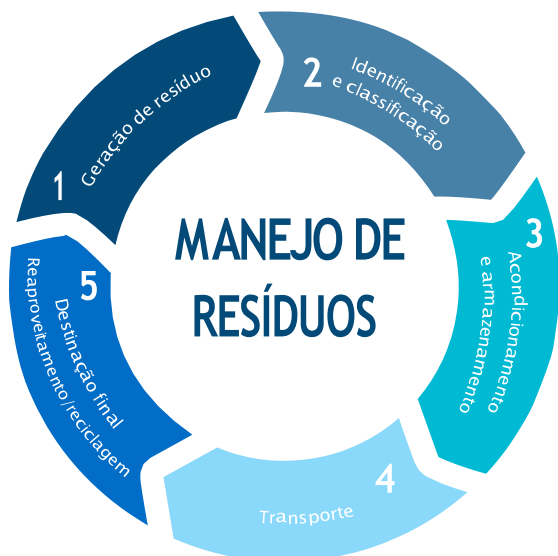 MANEJO DE
RESÍDUOS
1
Geração de resíduo
2
Identificação
e classificação
3
Acondicionamento
e armazenamento
4
Transporte
5
Destinação final
Reaproveitamento/reciclagem